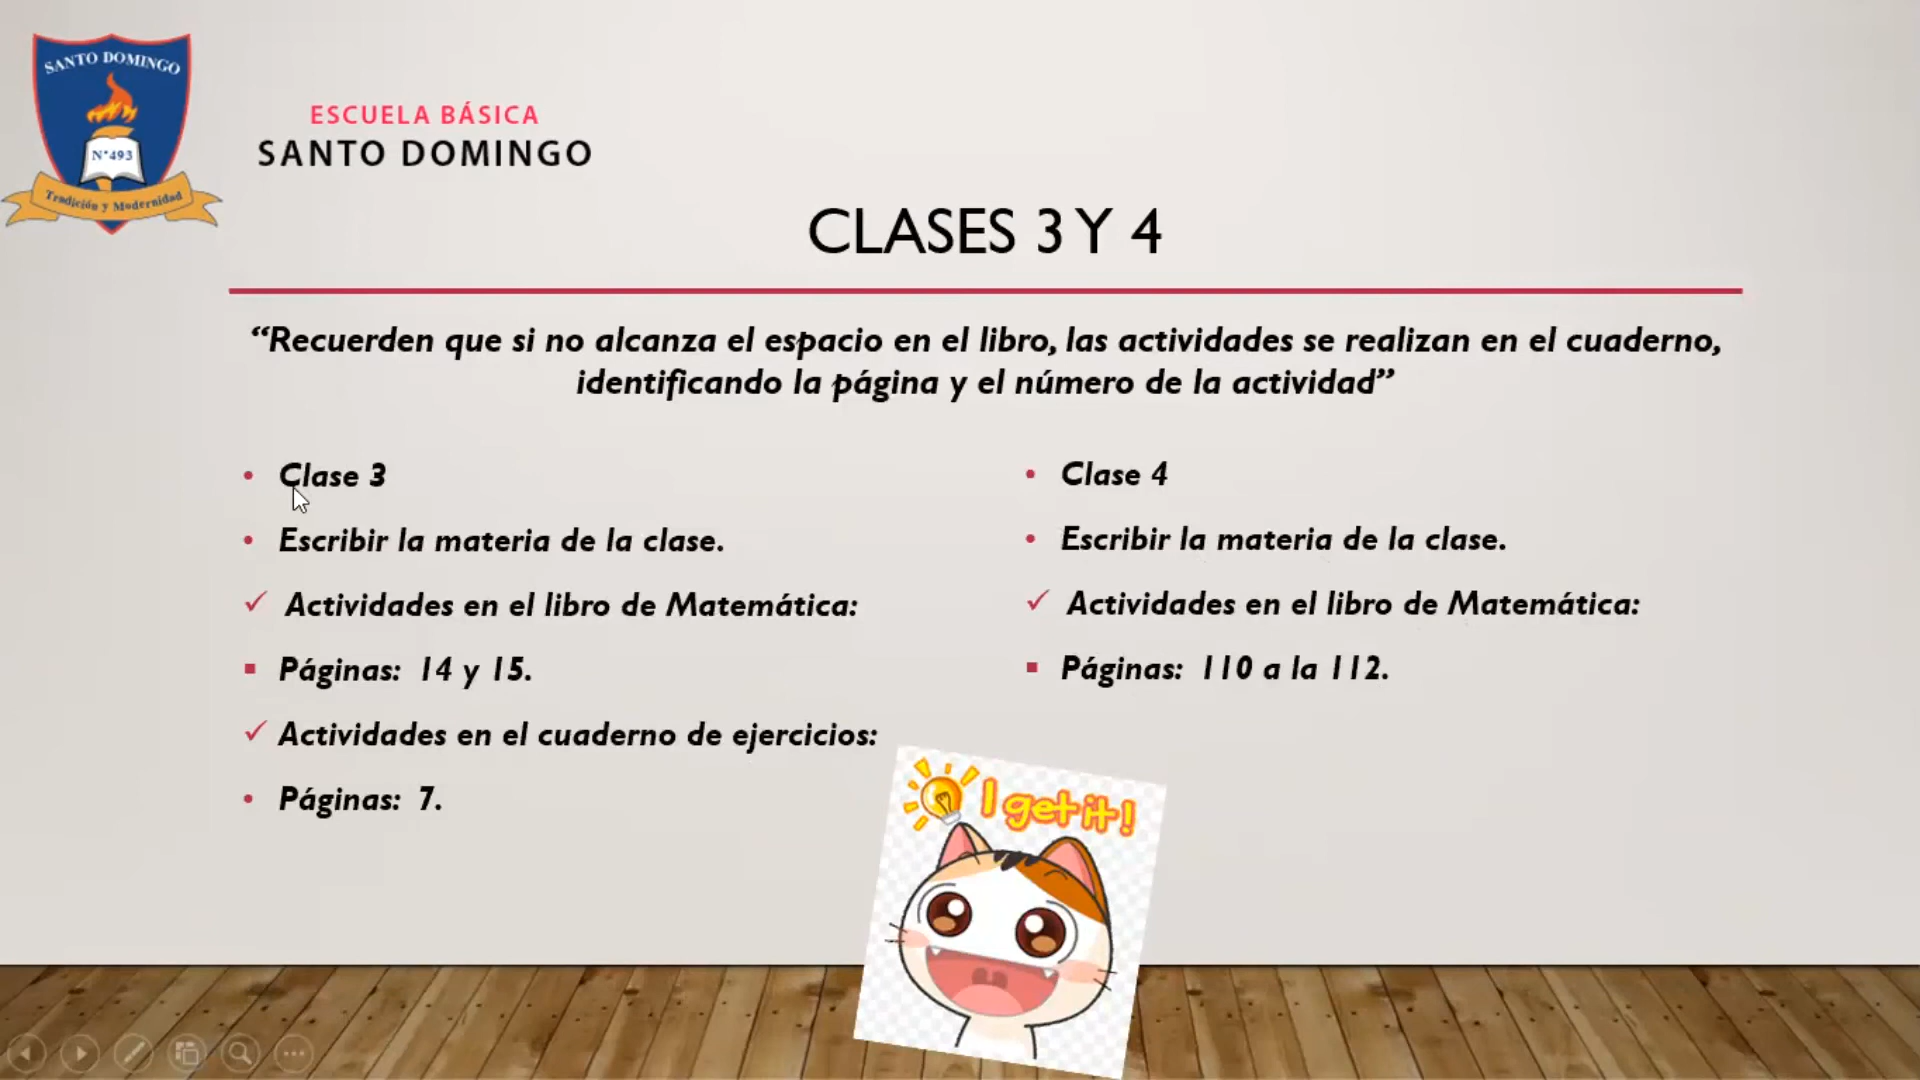 SANTO DOMINGO
N°493
Tradición y Modernidad
ESCUELA BÁSICA
SANTO DOMINGO
CLASES 3 Y 4
“Recuerden que si no alcanza el espacio en el libro, las actividades se realizan en el cuaderno,
identificando la página y el número de la actividad”
• Clase 3
• Escribir la materia de la clase.
✓ Actividades en el libro de Matemática:
▪ Páginas: 14 y 15.
✓ Actividades en el cuaderno de ejercicios:
• Páginas: 7.
• Clase 4
• Escribir la materia de la clase.
✓ Actividades en el libro de Matemática:
▪ Páginas: 110 a la 112.
I get it!